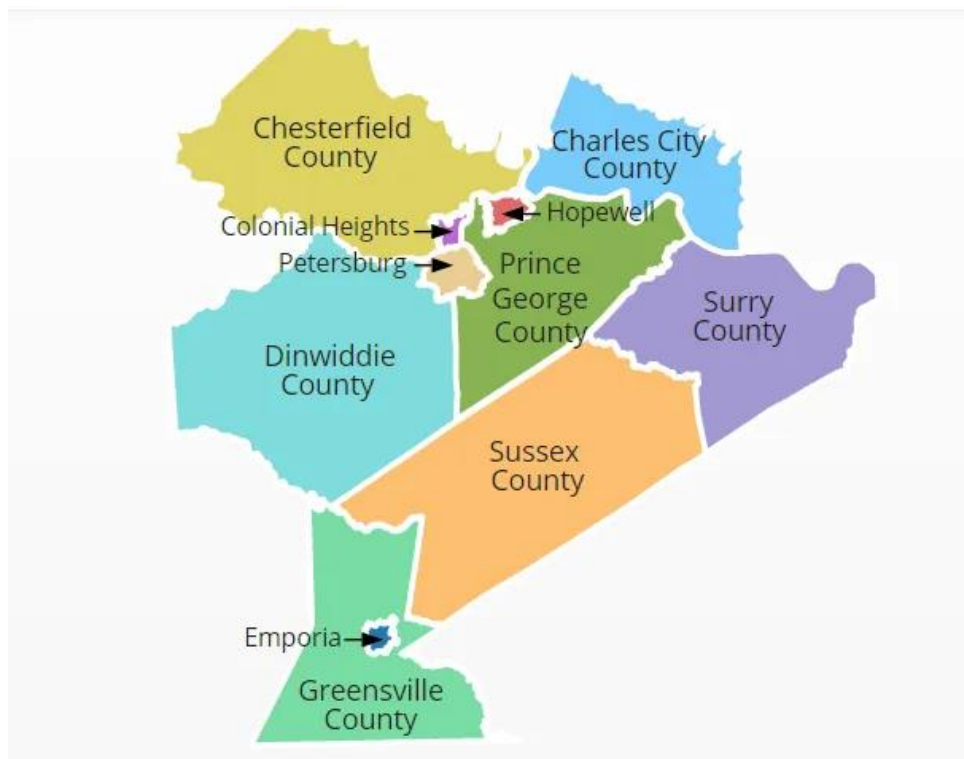 Chesterfield
County
Charles City
County
Colonial Heights
Hopewell
Petersburg
Prince
George
County
Surry
County
Dinwiddie
County
Sussex
County
Emporia
Greensville
County